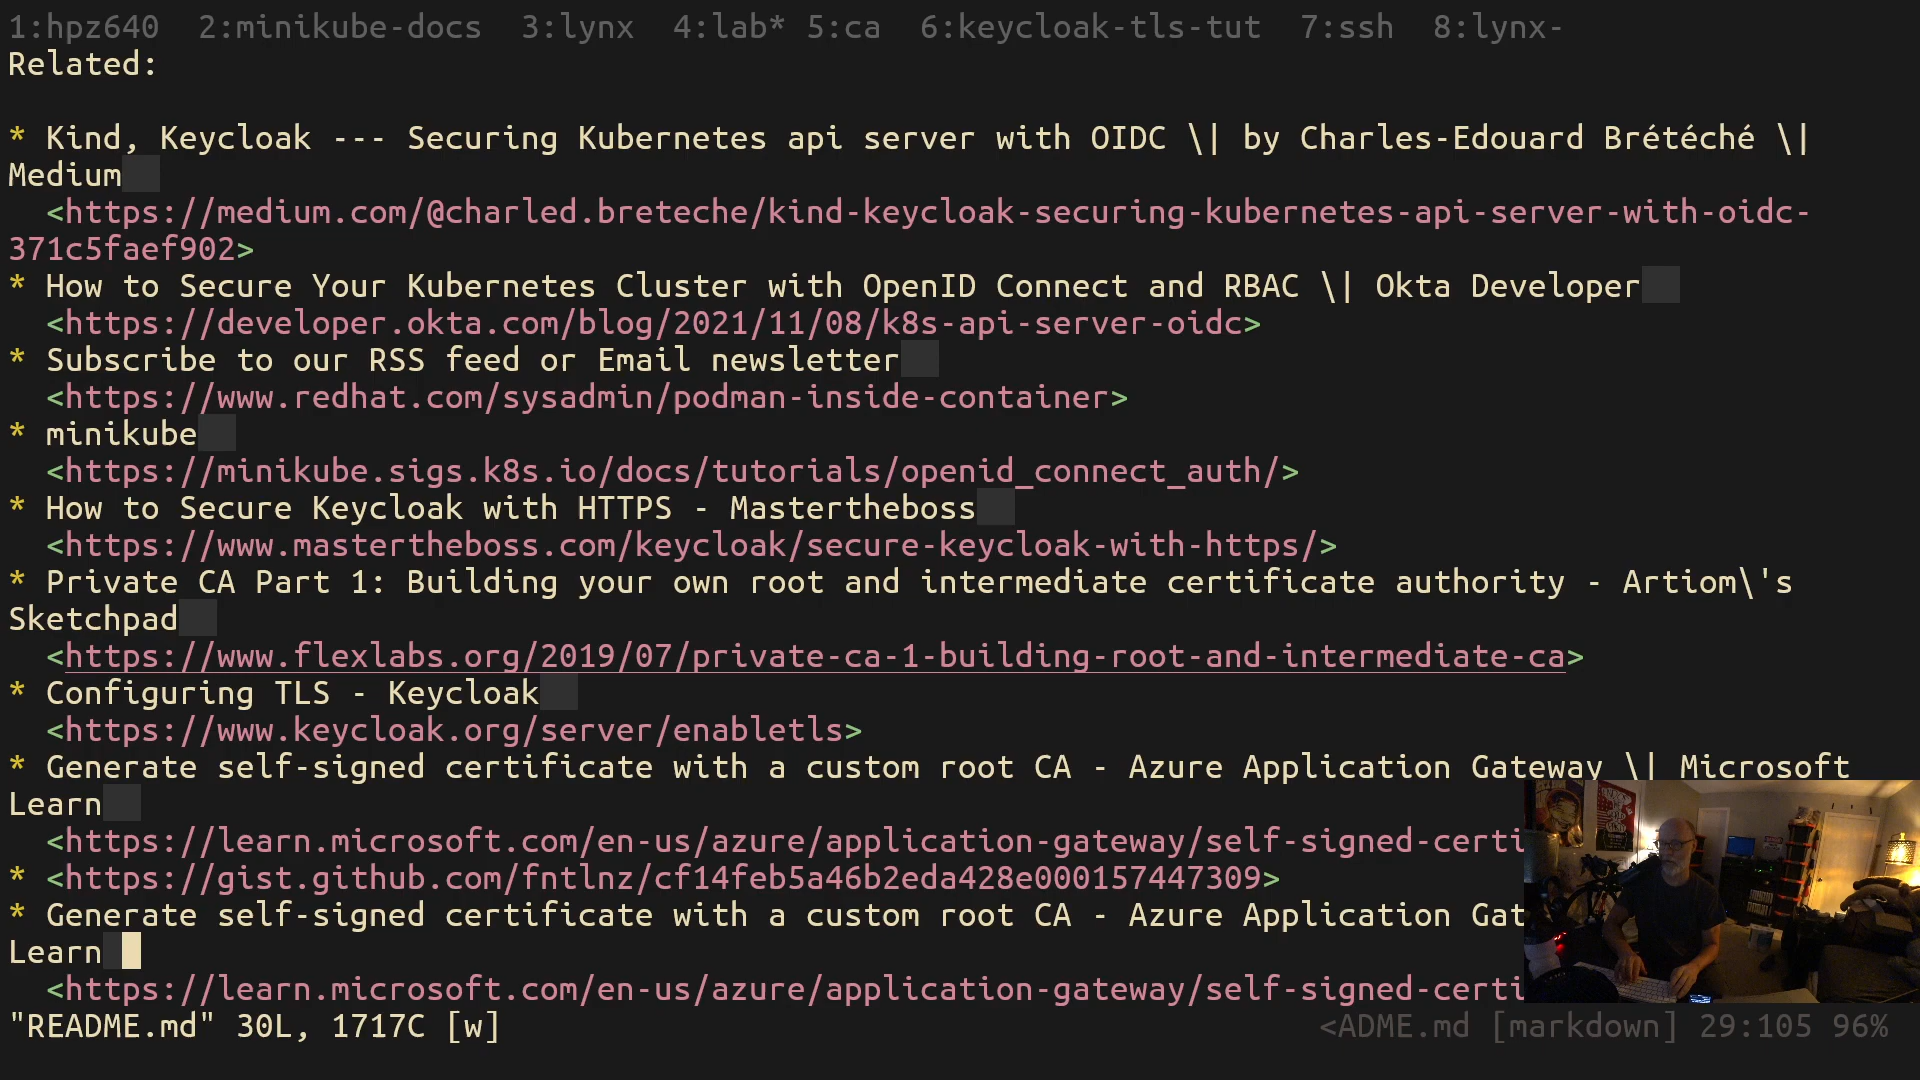 1:hpz640  2:minikube-docs  3:lynx  4:lab* 5:ca  6:keycloak-tls-tut  7:ssh  8:lynx-
Related:
* Kind, Keycloak --- Securing Kubernetes api server with OIDC \| by Charles-Edouard Brétéché \|
Medium
<https://medium.com/@charled.breteche/kind-keycloak-securing-kubernetes-api-server-with-oidc-
371c5faef902>
* How to Secure Your Kubernetes Cluster with OpenID Connect and RBAC \| Okta Developer
<https://developer.okta.com/blog/2021/11/08/k8s-api-server-oidc>
* Subscribe to our RSS feed or Email newsletter
<https://www.redhat.com/sysadmin/podman-inside-container>
* minikube
<https://minikube.sigs.k8s.io/docs/tutorials/openid_connect_auth/>
* How to Secure Keycloak with HTTPS - Mastertheboss
<https://www.mastertheboss.com/keycloak/secure-keycloak-with-https/>
* Private CA Part 1: Building your own root and intermediate certificate authority - Artiom\'s
Sketchpad
<https://www.flexlabs.org/2019/07/private-ca-1-building-root-and-intermediate-ca>
* Configuring TLS - Keycloak
<https://www.keycloak.org/server/enabletls>
* Generate self-signed certificate with a custom root CA - Azure Application Gateway \| Microsoft
Learn
<https://learn.microsoft.com/en-us/azure/application-gateway/self-signed-certi
* <https://gist.github.com/fntlnz/cf14feb5a46b2eda428e000157447309>
* Generate self-signed certificate with a custom root CA - Azure Application Gat
Learn
<https://learn.microsoft.com/en-us/azure/application-gateway/self-signed-certi
"README.md" 30L, 1717C [w]  <ADME.md [markdown] 29:105 96%